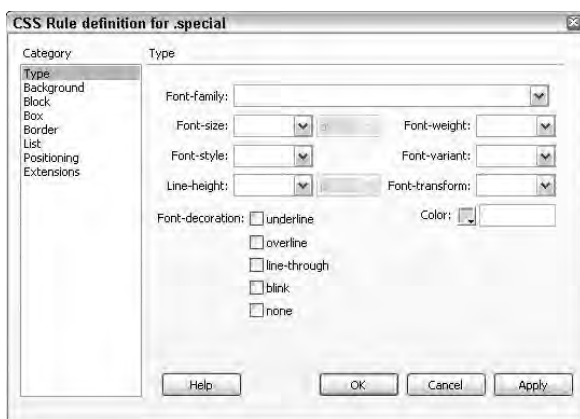 CSS Rule definition for .special
Category
Type
Type
Background
Block
Box
Border
List
Positioning
Extensions
Font-family:
Font-size:
Font-weight:
Font-style:
Font-variant:
Line-height:
Font-transform:
Font-decoration:
underline
Color:
overline
line-through
blink
none
Help
OK
Cancel
Apply